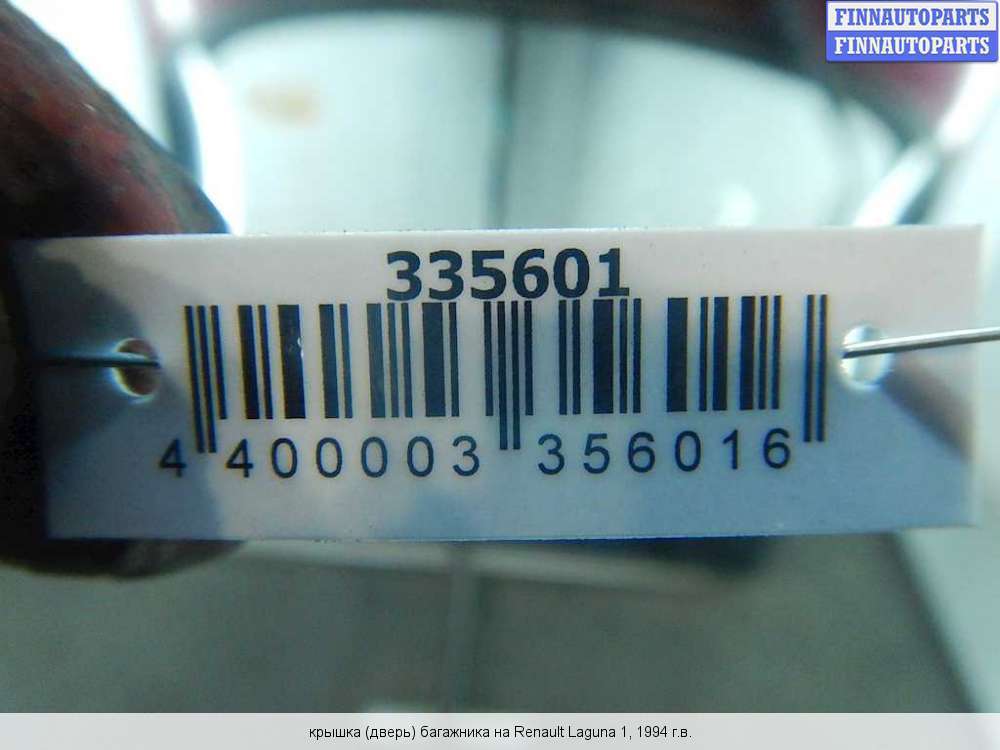 FINNAUTOPARTS
FINNAUTOPARTS
335601
4 400003 356016
крышка (дверь) багажника на Renault Laguna 1, 1994 г.в.